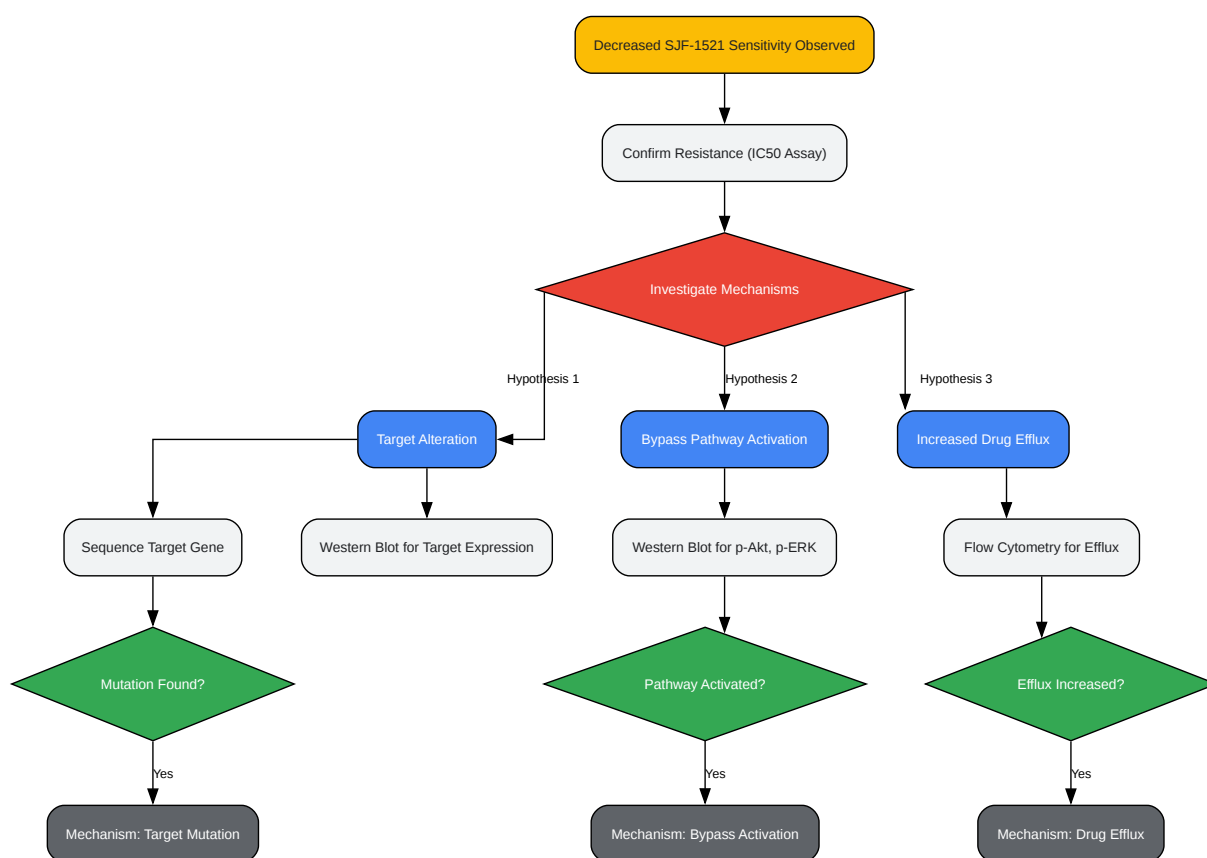 Decreased SJF-1521 Sensitivity Observed
Confirm Resistance (IC50 Assay)
Investigate Mechanisms
Hypothesis 1
Hypothesis 2
Hypothesis 3
Target Alteration
Bypass Pathway Activation
Increased Drug Efflux
Sequence Target Gene
Western Blot for Target Expression
Western Blot for p-Akt, p-ERK
Flow Cytometry for Efflux
Mutation Found?
Pathway Activated?
Efflux Increased?
Yes
Yes
Yes
Mechanism: Target Mutation
Mechanism: Bypass Activation
Mechanism: Drug Efflux